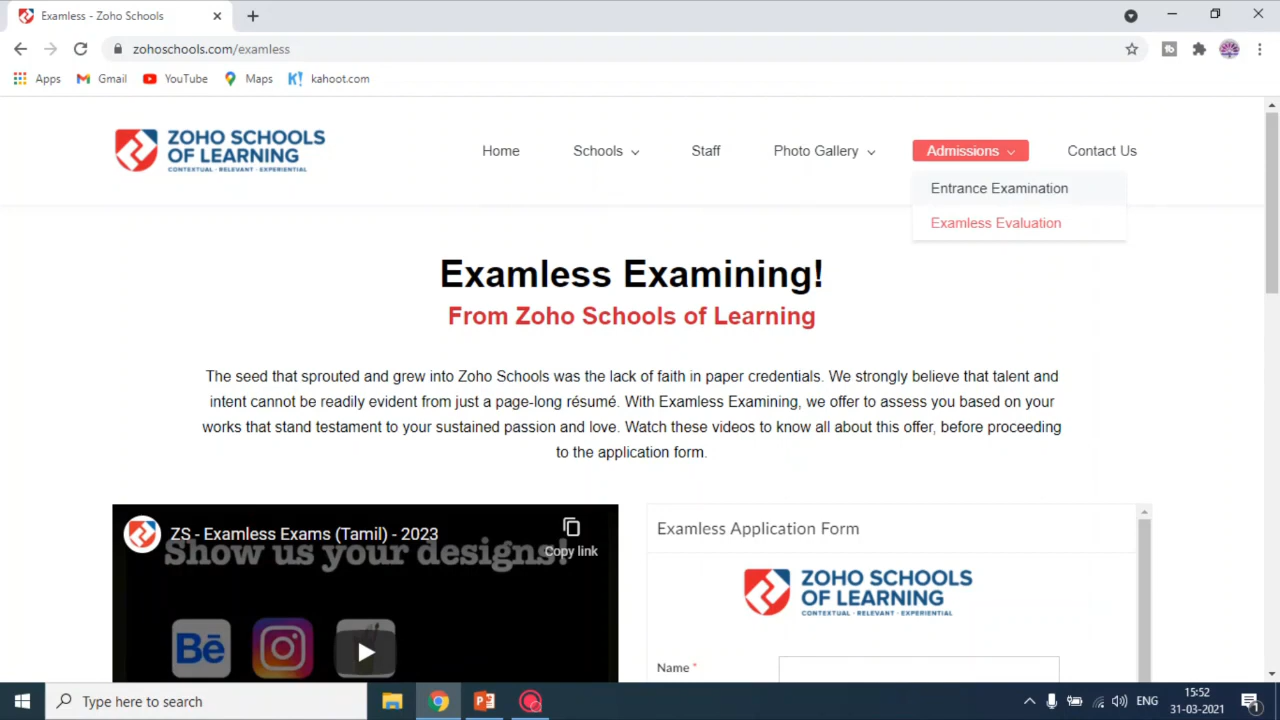 Examless - Zoho Schools
zohoschools.com/examless
Apps Gmail YouTube Maps kahoot.com
ZOHO SCHOOLS
OF LEARNING
CONTEXTUAL · RELEVANT · EXPERIENTIAL
Home Schools Staff Photo Gallery Admissions Contact Us
Entrance Examination
Examless Evaluation
Examless Examining!
From Zoho Schools of Learning
The seed that sprouted and grew into Zoho Schools was the lack of faith in paper credentials. We strongly believe that talent and
intent cannot be readily evident from just a page-long résumé. With Examless Examining, we offer to assess you based on your
works that stand testament to your sustained passion and love. Watch these videos to know all about this offer, before proceeding
to the application form.
ZS - Examless Exams (Tamil) - 2023
Copy link
Show us your designs!
Bē
Examless Application Form
ZOHO SCHOOLS
OF LEARNING
CONTEXTUAL · RELEVANT · EXPERIENTIAL
Name *
Type here to search
ENG
15:52
31-03-2021
1